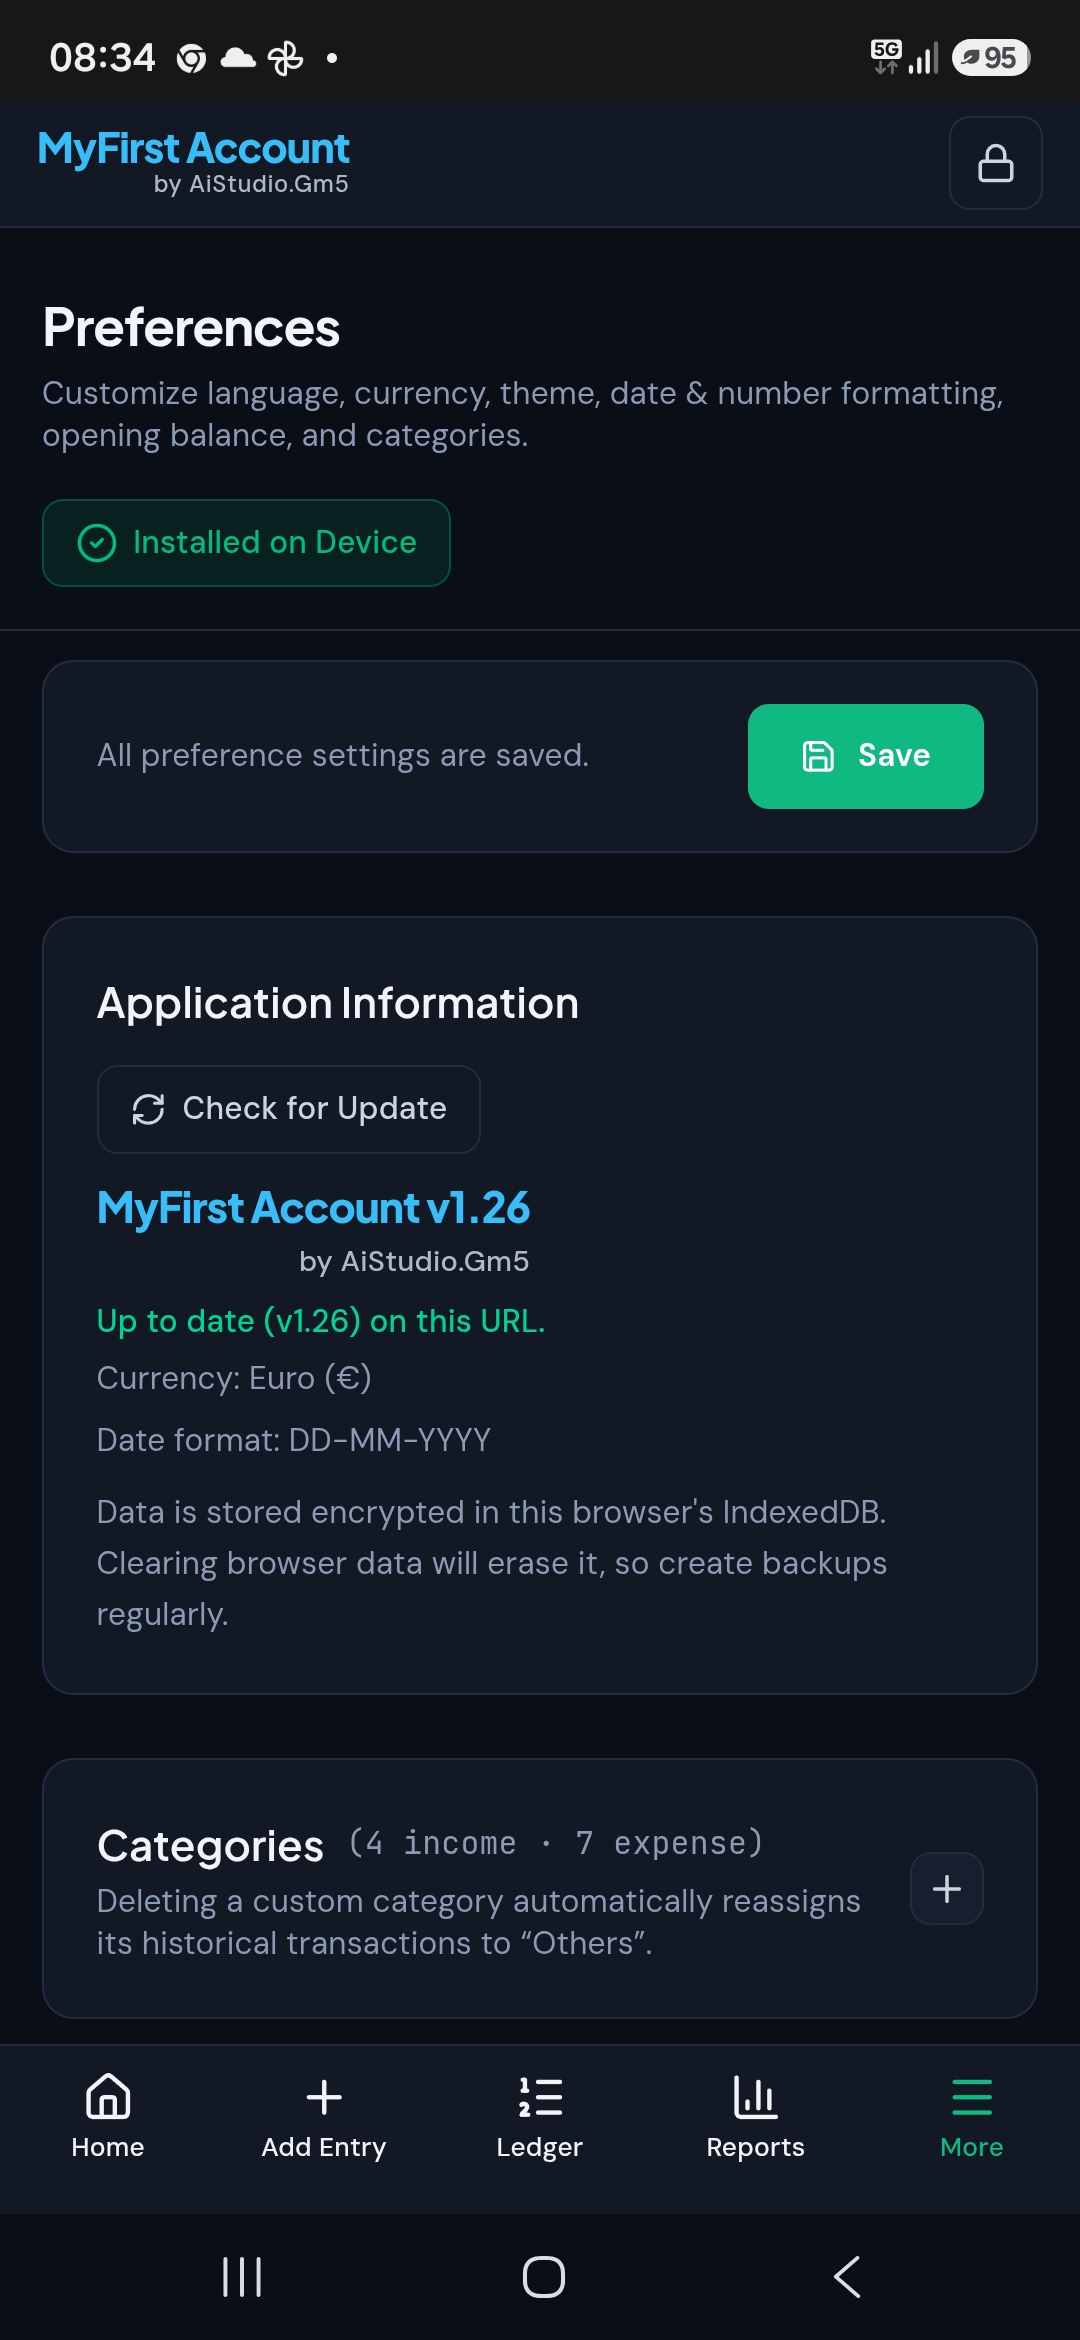 08:34
5G
95
MyFirst Account
by AiStudio.Gm5
Preferences
Customize language, currency, theme, date & number formatting,
opening balance, and categories.
Installed on Device
All preference settings are saved.
Save
Application Information
Check for Update
MyFirst Account v1.26
by AiStudio.Gm5
Up to date (v1.26) on this URL.
Currency: Euro (€)
Date format: DD-MM-YYYY
Data is stored encrypted in this browser's IndexedDB.
Clearing browser data will erase it, so create backups
regularly.
Categories (4 income · 7 expense)
Deleting a custom category automatically reassigns
its historical transactions to “Others”.
Home
Add Entry
Ledger
Reports
More